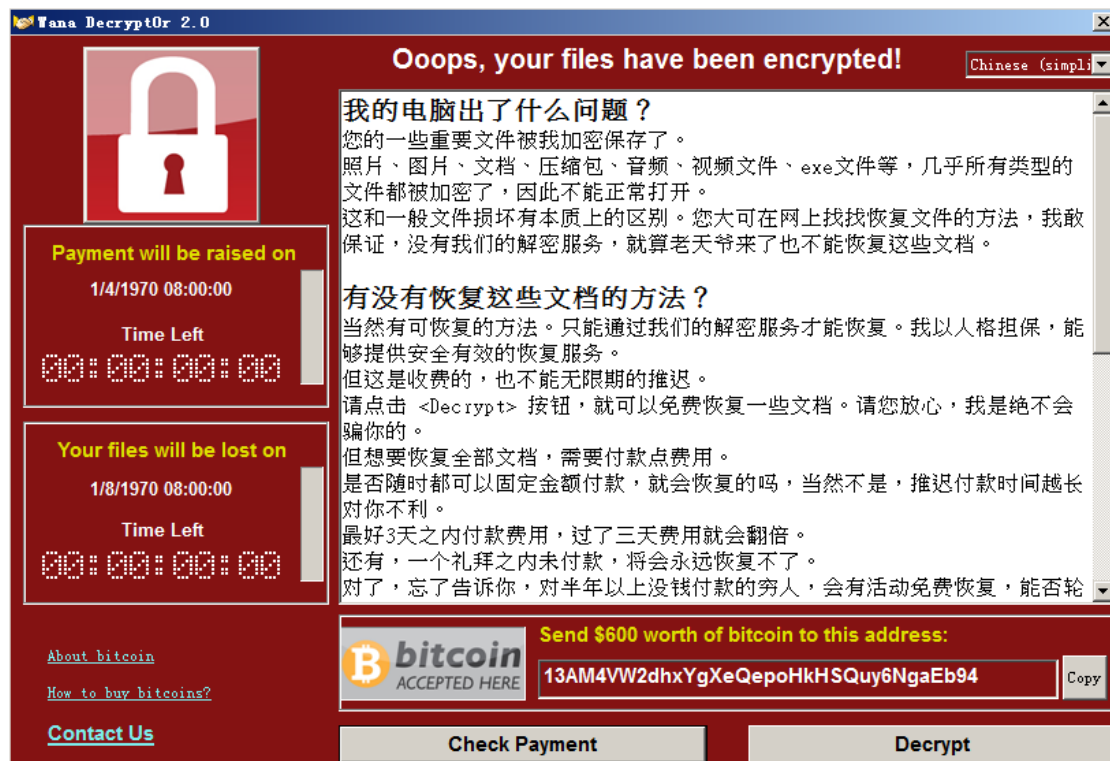 Wana Decrypt0r 2.0
Ooops, your files have been encrypted!
Chinese (simpli
Payment will be raised on
1/4/1970 08:00:00
Time Left
00:00:00:00
Your files will be lost on
1/8/1970 08:00:00
Time Left
00:00:00:00
About bitcoin
How to buy bitcoins?
Contact Us
我的电脑出了什么问题？
您的一些重要文件被我加密保存了。
照片、图片、文档、压缩包、音频、视频文件、exe文件等，几乎所有类型的
文件都被加密了，因此不能正常打开。
这和一般文件损坏有本质上的区别。您大可在网上找找恢复文件的方法，我敢
保证，没有我们的解密服务，就算老天爷来了也不能恢复这些文档。
有没有恢复这些文档的方法？
当然有可恢复的方法。只能通过我们的解密服务才能恢复。我以人格担保，能
够提供安全有效的恢复服务。
但这是收费的，也不能无限期的推迟。
请点击 <Decrypt> 按钮，就可以免费恢复一些文档。请您放心，我是绝不会
骗你的。
但想要恢复全部文档，需要付款点费用。
是否随时都可以固定金额付款，就会恢复的吗，当然不是，推迟付款时间越长
对你不利。
最好3天之内付款费用，过了三天费用就会翻倍。
还有，一个礼拜之内未付款，将会永远恢复不了。
对了，忘了告诉你，对半年以上没钱付款的穷人，会有活动免费恢复，能否轮
bitcoin
ACCEPTED HERE
Send $600 worth of bitcoin to this address:
13AM4VW2dhxYgXeQepoHkHSQuy6NgaEb94
Copy
Check Payment
Decrypt